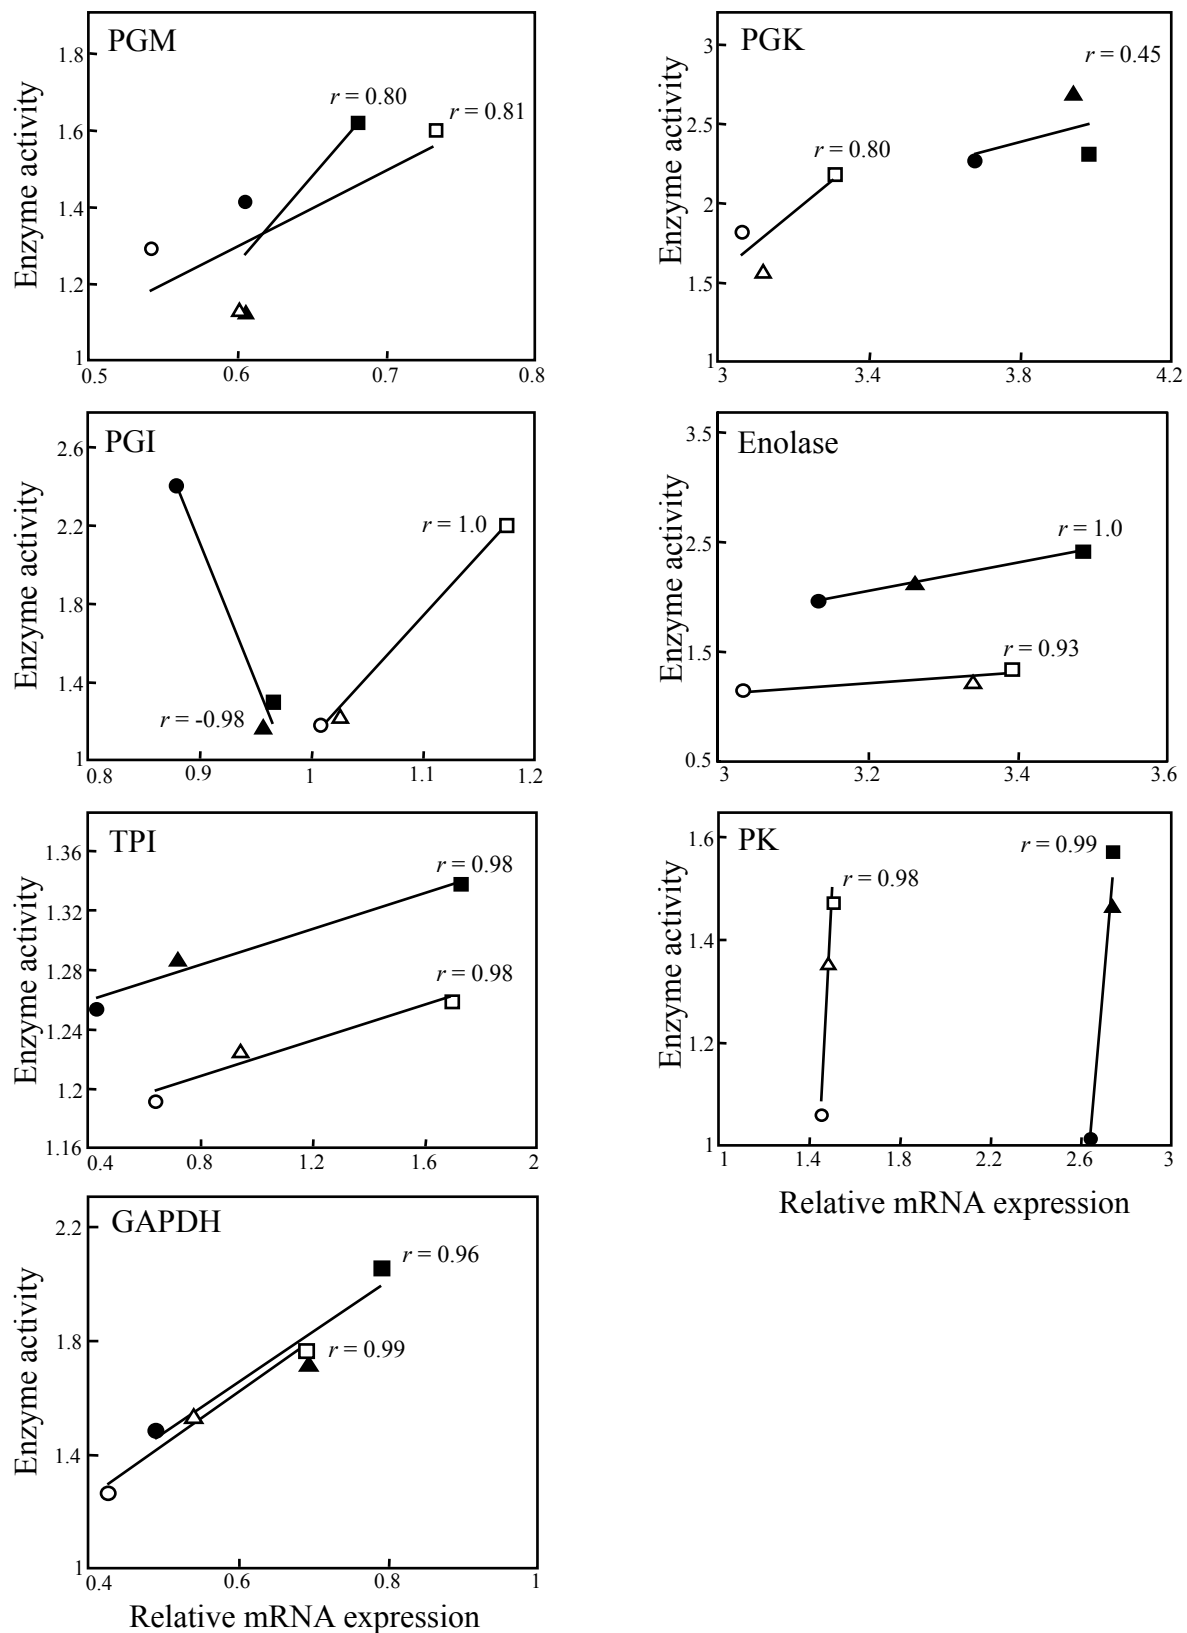 PGM
Enzyme activity
1.8
1.6
1.4
1.2
1
r = 0.80
r = 0.81
0.5
0.6
0.7
0.8
PGK
Enzyme activity
3
2.5
2
1.5
1
r = 0.45
r = 0.80
3
3.4
3.8
4.2
PGI
Enzyme activity
2.6
2.2
1.8
1.4
1
r = 1.0
r = -0.98
0.8
0.9
1
1.1
1.2
Enolase
Enzyme activity
3.5
2.5
1.5
0.5
r = 1.0
r = 0.93
3
3.2
3.4
3.6
TPI
Enzyme activity
1.36
1.32
1.28
1.24
1.2
1.16
r = 0.98
r = 0.98
0.4
0.8
1.2
1.6
2
PK
Enzyme activity
1.6
1.4
1.2
1
r = 0.99
r = 0.98
1
1.4
1.8
2.2
2.6
3
Relative mRNA expression
GAPDH
Enzyme activity
2.2
1.8
1.4
1
r = 0.96
r = 0.99
0.4
0.6
0.8
1
Relative mRNA expression